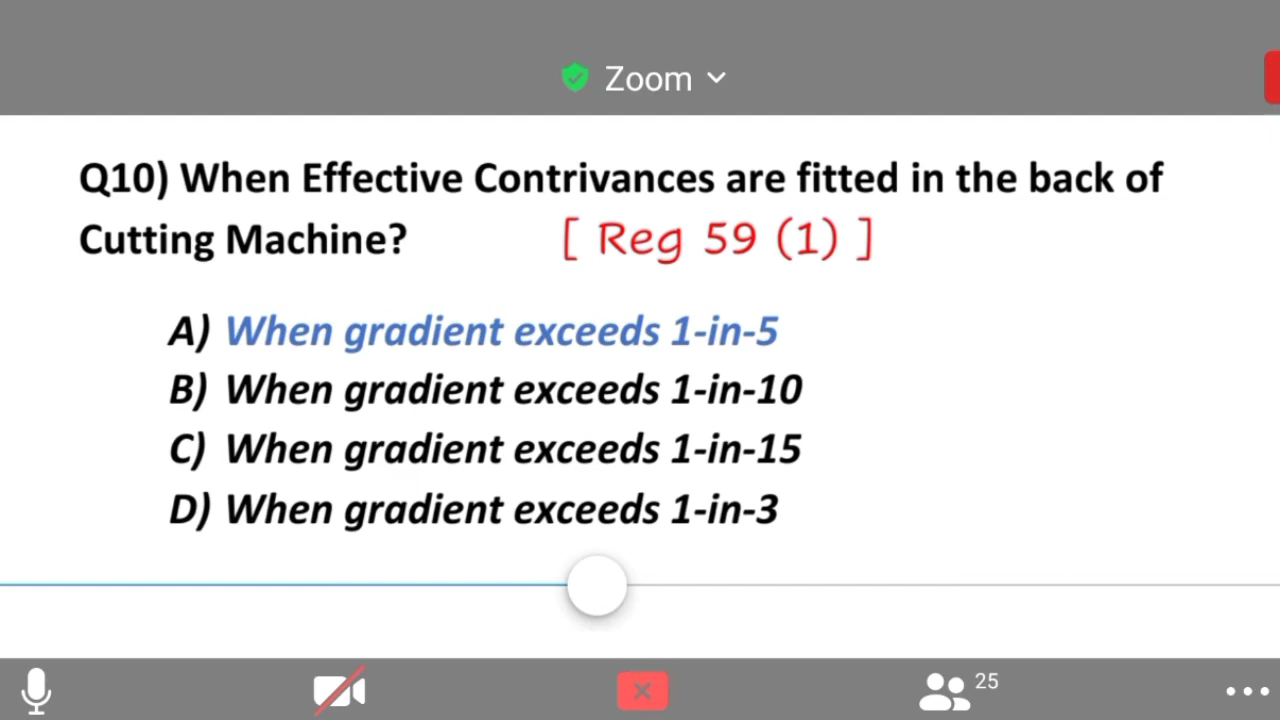 Zoom
Q10) When Effective Contrivances are fitted in the back of
Cutting Machine? [ Reg 59 (1) ]
A) When gradient exceeds 1-in-5
B) When gradient exceeds 1-in-10
C) When gradient exceeds 1-in-15
D) When gradient exceeds 1-in-3
25